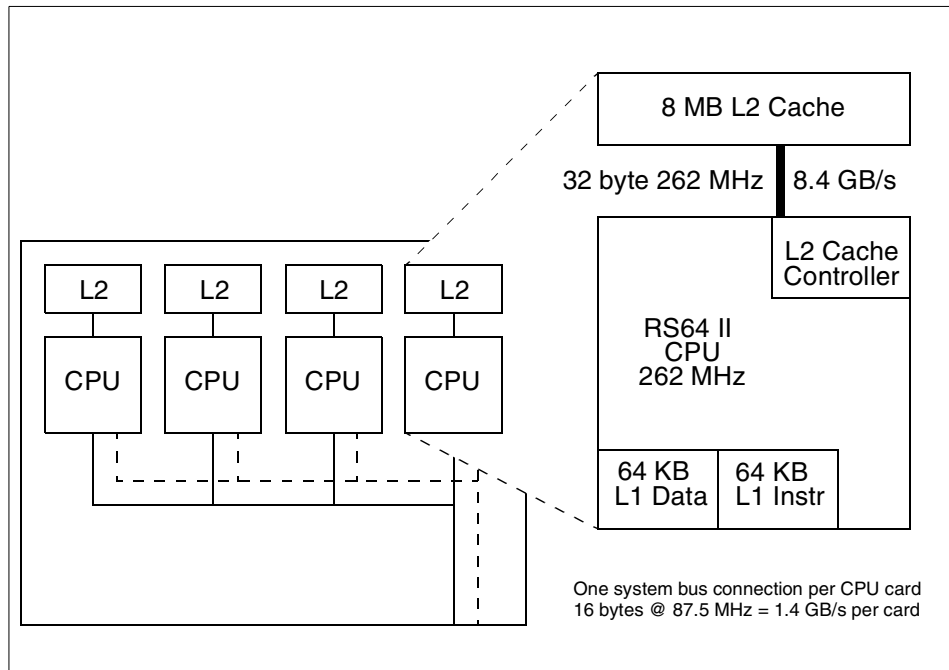 8 MB L2 Cache
32 byte 262 MHz 8.4 GB/s
L2 Cache
Controller
RS64 II
CPU
262 MHz
64 KB
L1 Data
64 KB
L1 Instr
L2 L2 L2 L2
CPU CPU CPU CPU
One system bus connection per CPU card
16 bytes @ 87.5 MHz = 1.4 GB/s per card